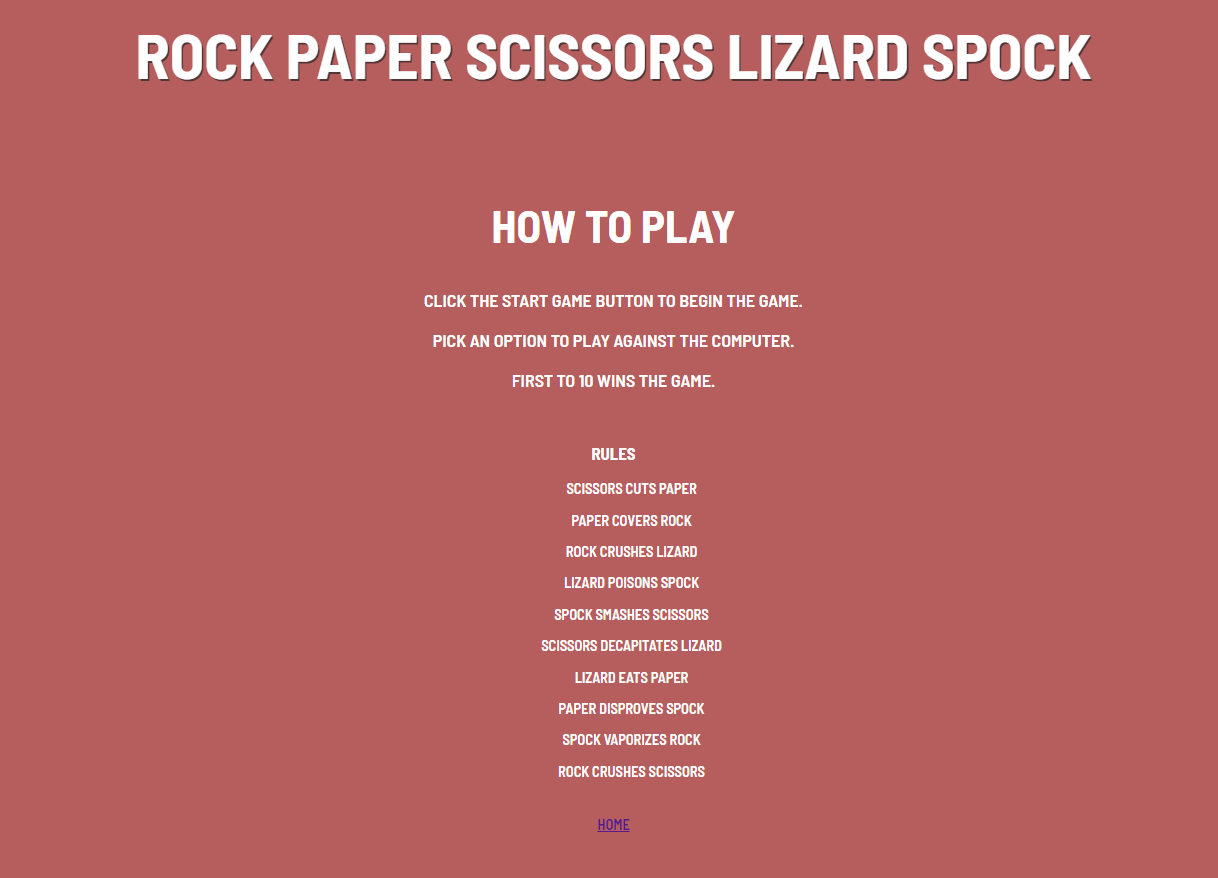 ROCK PAPER SCISSORS LIZARD SPOCK
HOW TO PLAY
CLICK THE START GAME BUTTON TO BEGIN THE GAME.
PICK AN OPTION TO PLAY AGAINST THE COMPUTER.
FIRST TO 10 WINS THE GAME.
RULES
SCISSORS CUTS PAPER
PAPER COVERS ROCK
ROCK CRUSHES LIZARD
LIZARD POISONS SPOCK
SPOCK SMASHES SCISSORS
SCISSORS DECAPITATES LIZARD
LIZARD EATS PAPER
PAPER DISPROVES SPOCK
SPOCK VAPORIZES ROCK
ROCK CRUSHES SCISSORS
HOME